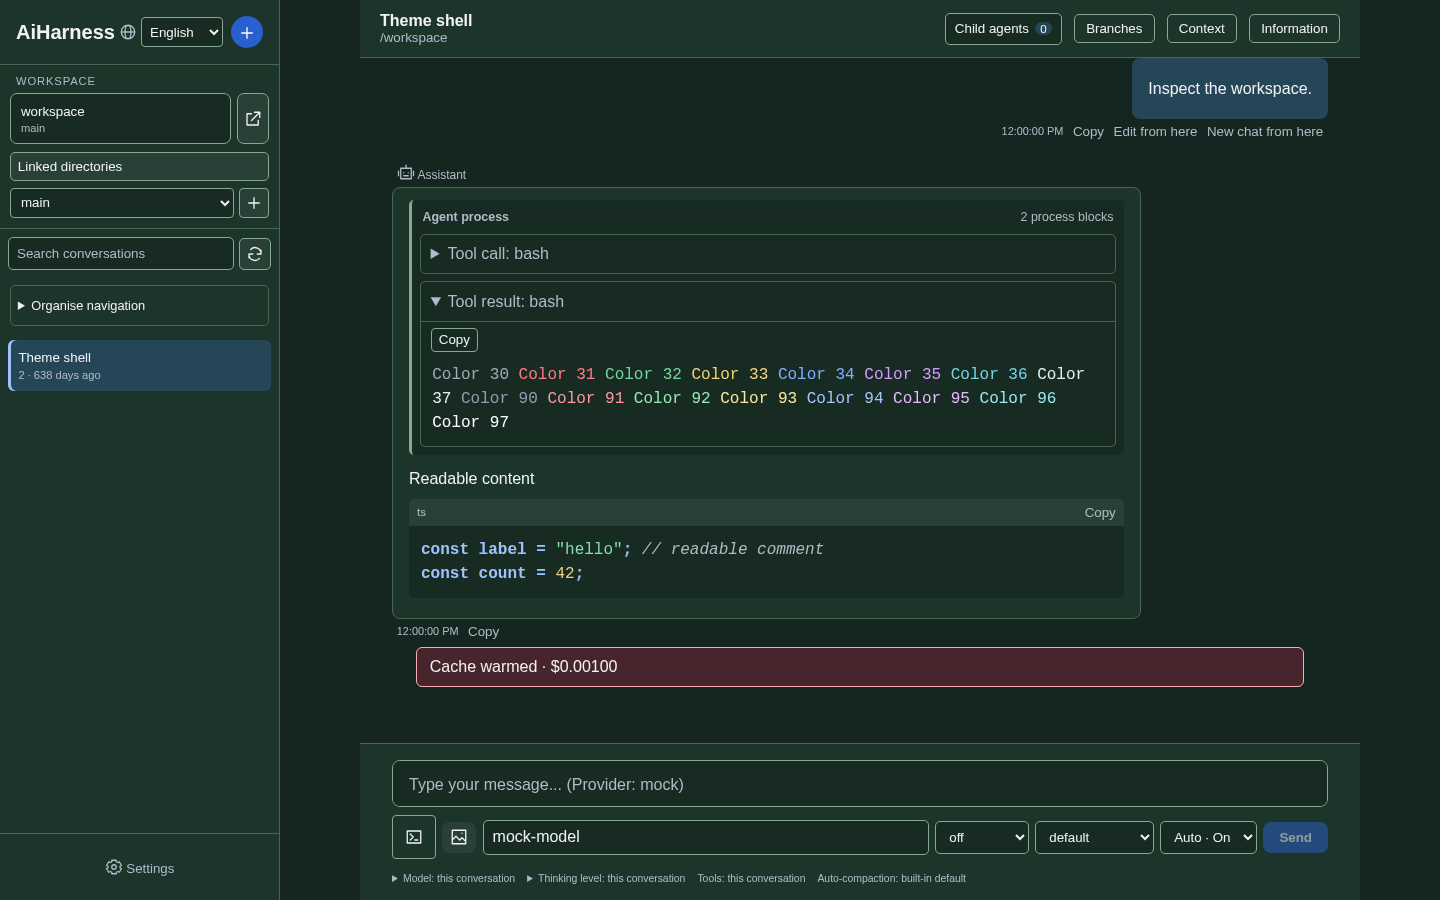 AiHarness
English
WORKSPACE
workspace
main
Linked directories
main
Search conversations
Organise navigation
Theme shell
2 · 638 days ago
Settings
Theme shell
/workspace
Child agents 0
Branches
Context
Information
Inspect the workspace.
12:00:00 PM Copy Edit from here New chat from here
Assistant
Agent process
2 process blocks
Tool call: bash
Tool result: bash
Copy
Color 30 Color 31 Color 32 Color 33 Color 34 Color 35 Color 36 Color
37 Color 90 Color 91 Color 92 Color 93 Color 94 Color 95 Color 96
Color 97
Readable content
ts
Copy
const label = "hello"; // readable comment
const count = 42;
12:00:00 PM Copy
Cache warmed · $0.00100
Type your message... (Provider: mock)
mock-model
off
default
Auto · On
Send
Model: this conversation
Thinking level: this conversation
Tools: this conversation
Auto-compaction: built-in default